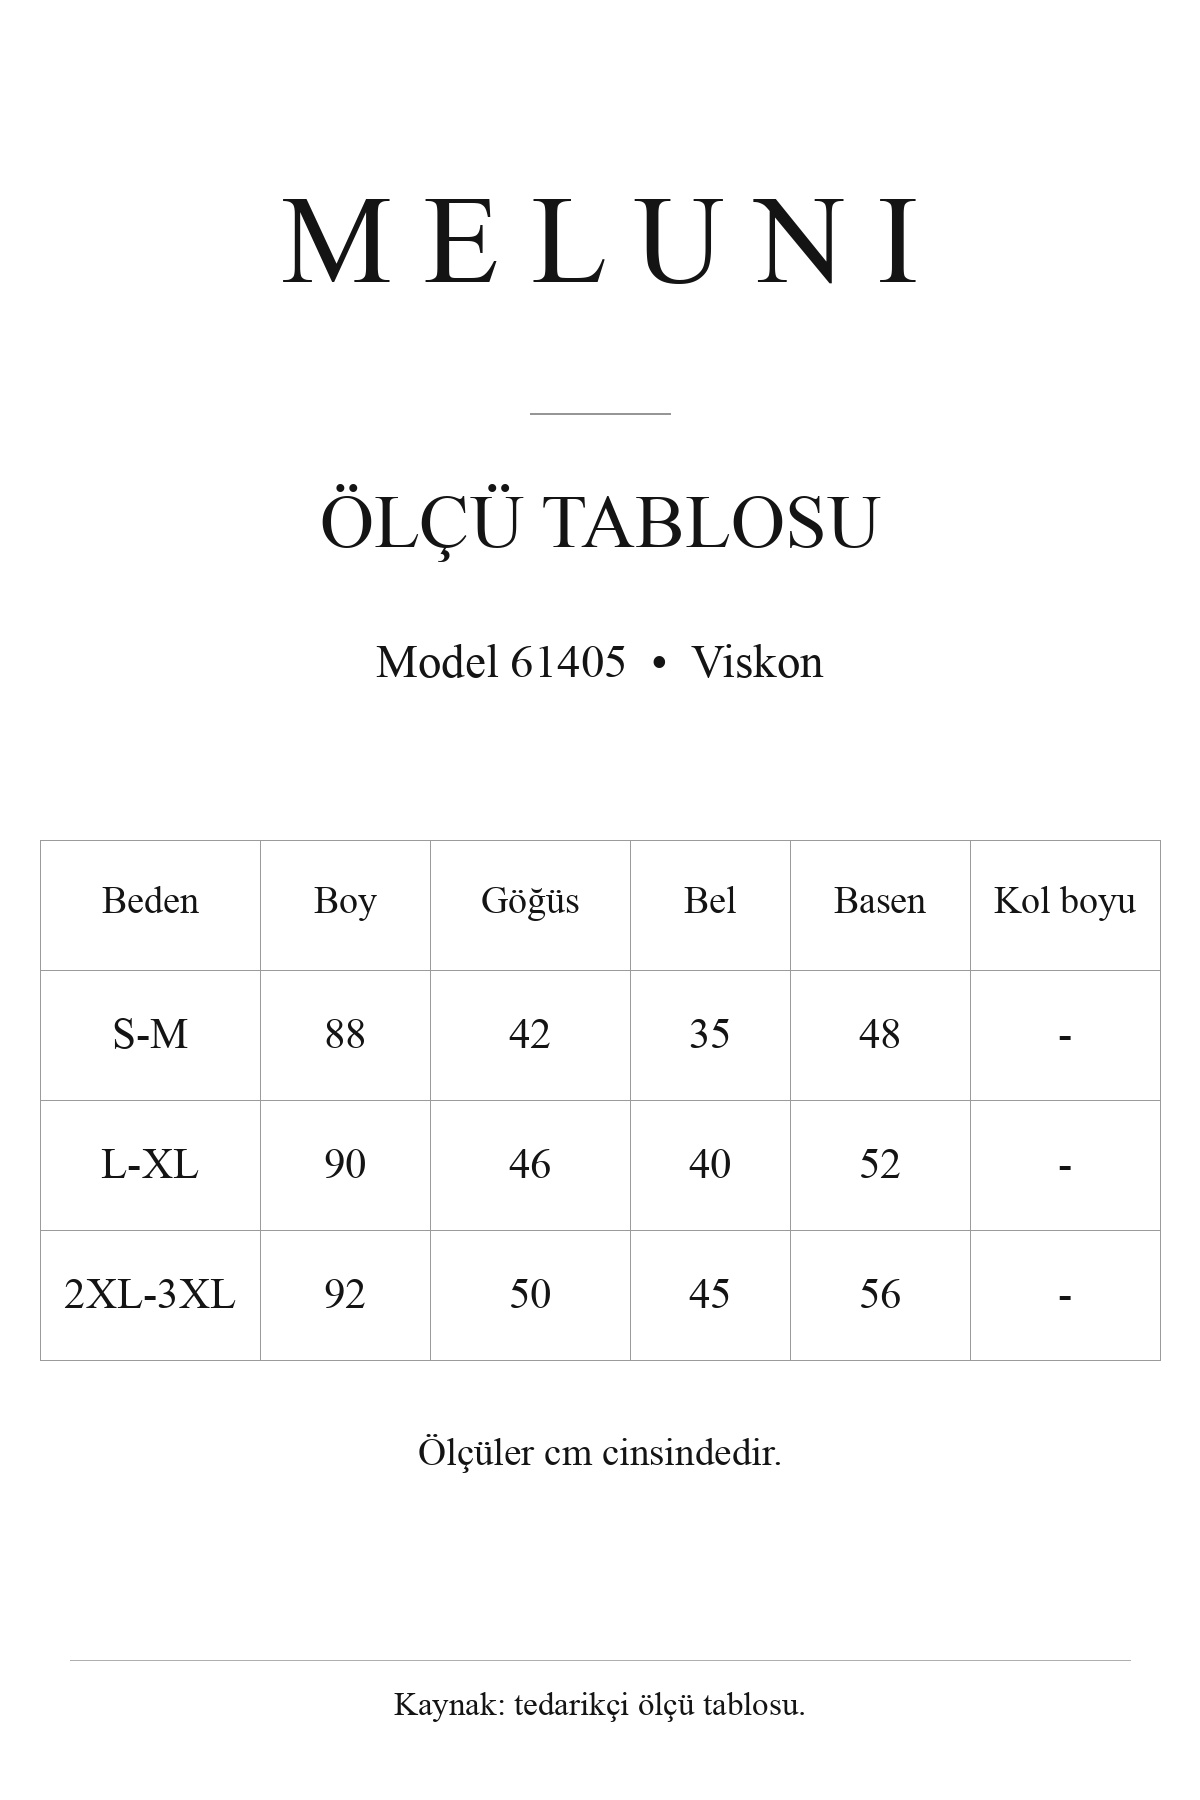 MELUNI
ÖLÇÜ TABLOSU
Model 61405 • Viskon
Beden Boy Göğüs Bel Basen Kol boyu
S-M 88 42 35 48 -
L-XL 90 46 40 52 -
2XL-3XL 92 50 45 56 -
Ölçüler cm cinsindedir.
Kaynak: tedarikçi ölçü tablosu.